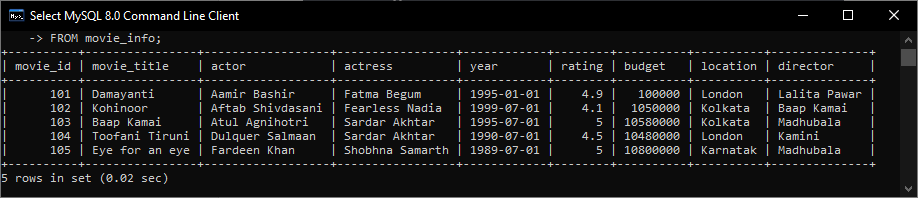 Select MySQL 8.0 Command Line Client
-> FROM movie_info;
+----------+----------------+------------------+------------------+------------+--------+----------+-----------+--------------+
| movie_id | movie_title | actor | actress | year | rating | budget | location | director |
+----------+----------------+------------------+------------------+------------+--------+----------+-----------+--------------+
| 101 | Damayanti | Aamir Bashir | Fatma Begum | 1995-01-01 | 4.9 | 100000 | London | Lalita Pawar |
| 102 | Kohinoor | Aftab Shivdasani | Fearless Nadia | 1999-07-01 | 4.1 | 1050000 | Kolkata | Baap Kamai |
| 103 | Baap Kamai | Atul Agnihotri | Sardar Akhtar | 1995-07-01 | 5 | 10580000 | Kolkata | Madhubala |
| 104 | Toofani Tiruni | Dulquer Salmaan | Sardar Akhtar | 1990-07-01 | 4.5 | 10480000 | London | Kamini |
| 105 | Eye for an eye | Fardeen Khan | Shobhna Samarth | 1989-07-01 | 5 | 10800000 | Karnatak | Madhubala |
+----------+----------------+------------------+------------------+------------+--------+----------+-----------+--------------+
5 rows in set (0.02 sec)